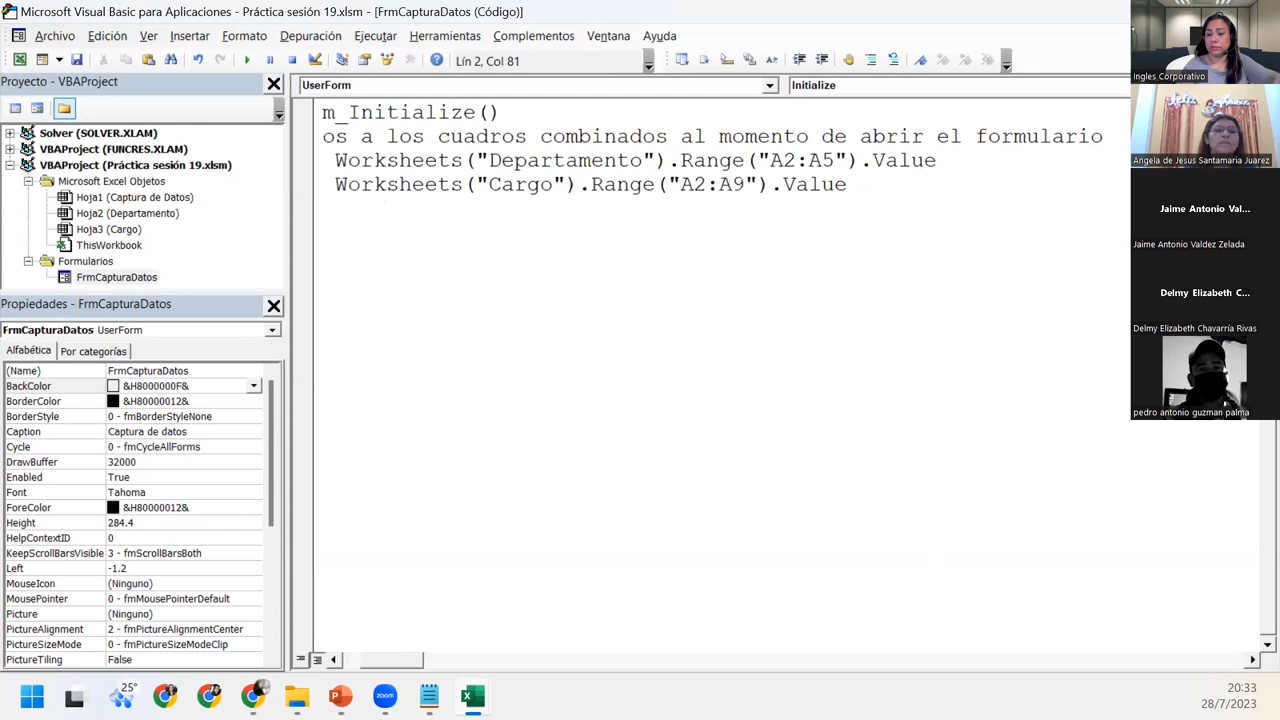 Microsoft Visual Basic para Aplicaciones - Práctica sesión 19.xlsm - [FrmCapturaDatos (Código)]
Archivo Edición Ver Insertar Formato Depuración Ejecutar Herramientas Complementos Ventana Ayuda
Lín 2, Col 81
Proyecto - VBAProject
UserForm
Initialize
Solver (SOLVER.XLAM)
VBAProject (FUNCRES.XLAM)
VBAProject (Práctica sesión 19.xlsm)
Microsoft Excel Objetos
Hoja1 (Captura de Datos)
Hoja2 (Departamento)
Hoja3 (Cargo)
ThisWorkbook
Formularios
FrmCapturaDatos
m_Initialize()
os a los cuadros combinados al momento de abrir el formulario
Worksheets("Departamento").Range("A2:A5").Value
Worksheets("Cargo").Range("A2:A9").Value
Propiedades - FrmCapturaDatos
FrmCapturaDatos UserForm
Alfabética Por categorías
(Name) FrmCapturaDatos
BackColor &H8000000F&
BorderColor &H80000012&
BorderStyle 0 - fmBorderStyleNone
Caption Captura de datos
Cycle 0 - fmCycleAllForms
DrawBuffer 32000
Enabled True
Font Tahoma
ForeColor &H80000012&
Height 284.4
HelpContextID 0
KeepScrollBarsVisible 3 - fmScrollBarsBoth
Left -1.2
MouseIcon (Ninguno)
MousePointer 0 - fmMousePointerDefault
Picture (Ninguno)
PictureAlignment 2 - fmPictureAlignmentCenter
PictureSizeMode 0 - fmPictureSizeModeClip
PictureTiling False
Ingles Corporativo
Angela de Jesus Santamaria Juarez
Jaime Antonio Val...
Jaime Antonio Valdez Zelada
Delmy Elizabeth C...
Delmy Elizabeth Chavarría Rivas
pedro antonio guzman palma
25°
zoom
20:33
28/7/2023